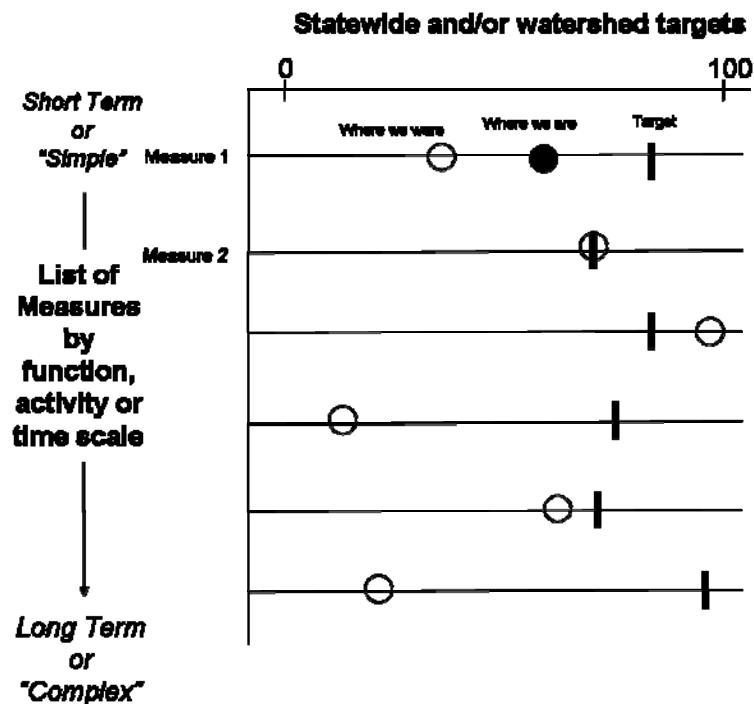 Statewide and/or watershed targets
0 100
Short Term
or
"Simple"
Where we were Where we are Target
Measure 1
Measure 2
List of
Measures
by
function,
activity or
time scale
Long Term
or
"Complex"